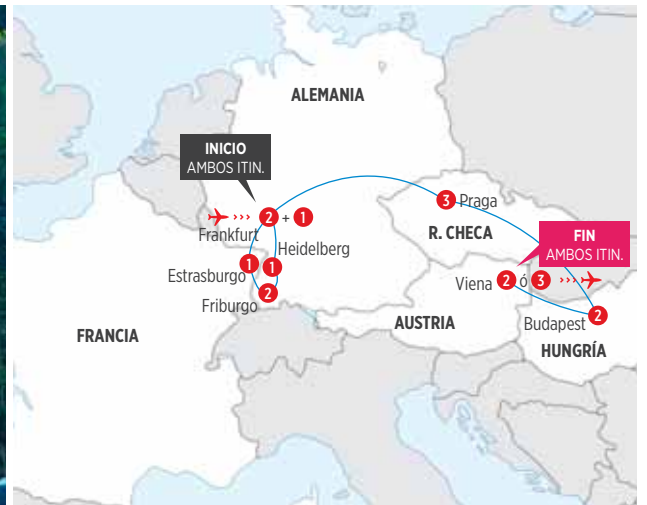 ALEMANIA
INICIO
AMBOS ITIN.
2 + 1
Frankfurt
3 Praga
R. CHECA
FIN
AMBOS ITIN.
Heidelberg
1
1
Estrasburgo
2
Friburgo
Viena 2 ó 3
Budapest 2
FRANCIA
AUSTRIA
HUNGRÍA